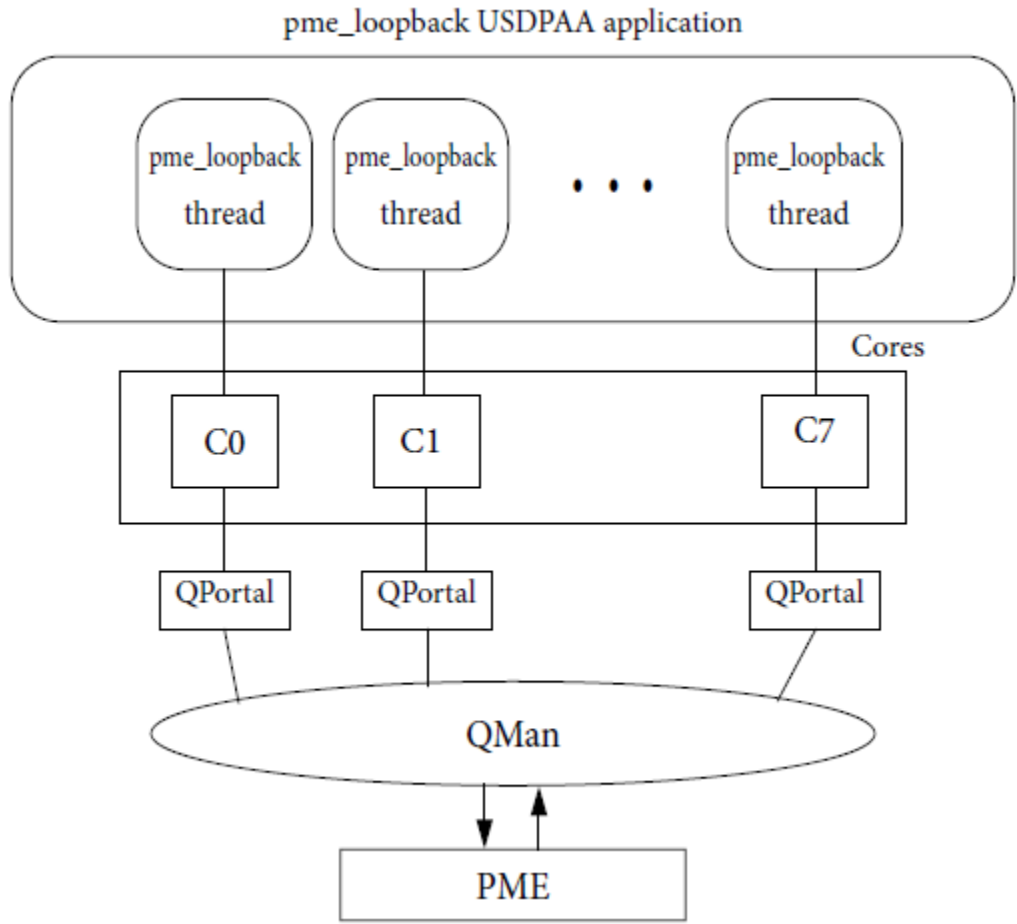 pme_loopback USDPAA application
pme_loopback
thread
pme_loopback
thread
• • •
pme_loopback
thread
Cores
C0
C1
C7
QPortal
QPortal
QPortal
QMan
PME